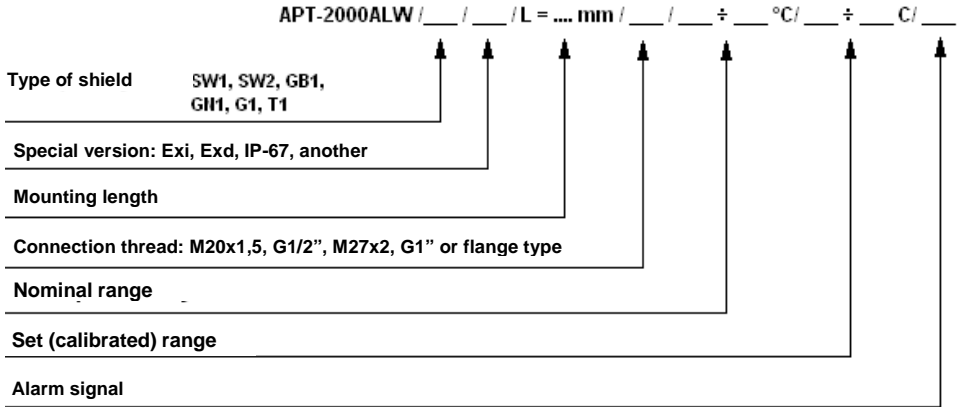 APT-2000ALW /___ / ___ / L = .... mm / ___ / ___ ÷ ___ °C/ ___ ÷ ___ C/ ___
Type of shield SW1, SW2, GB1,
GN1, G1, T1
Special version: Exi, Exd, IP-67, another
Mounting length
Connection thread: M20x1,5, G1/2”, M27x2, G1” or flange type
Nominal range
Set (calibrated) range
Alarm signal